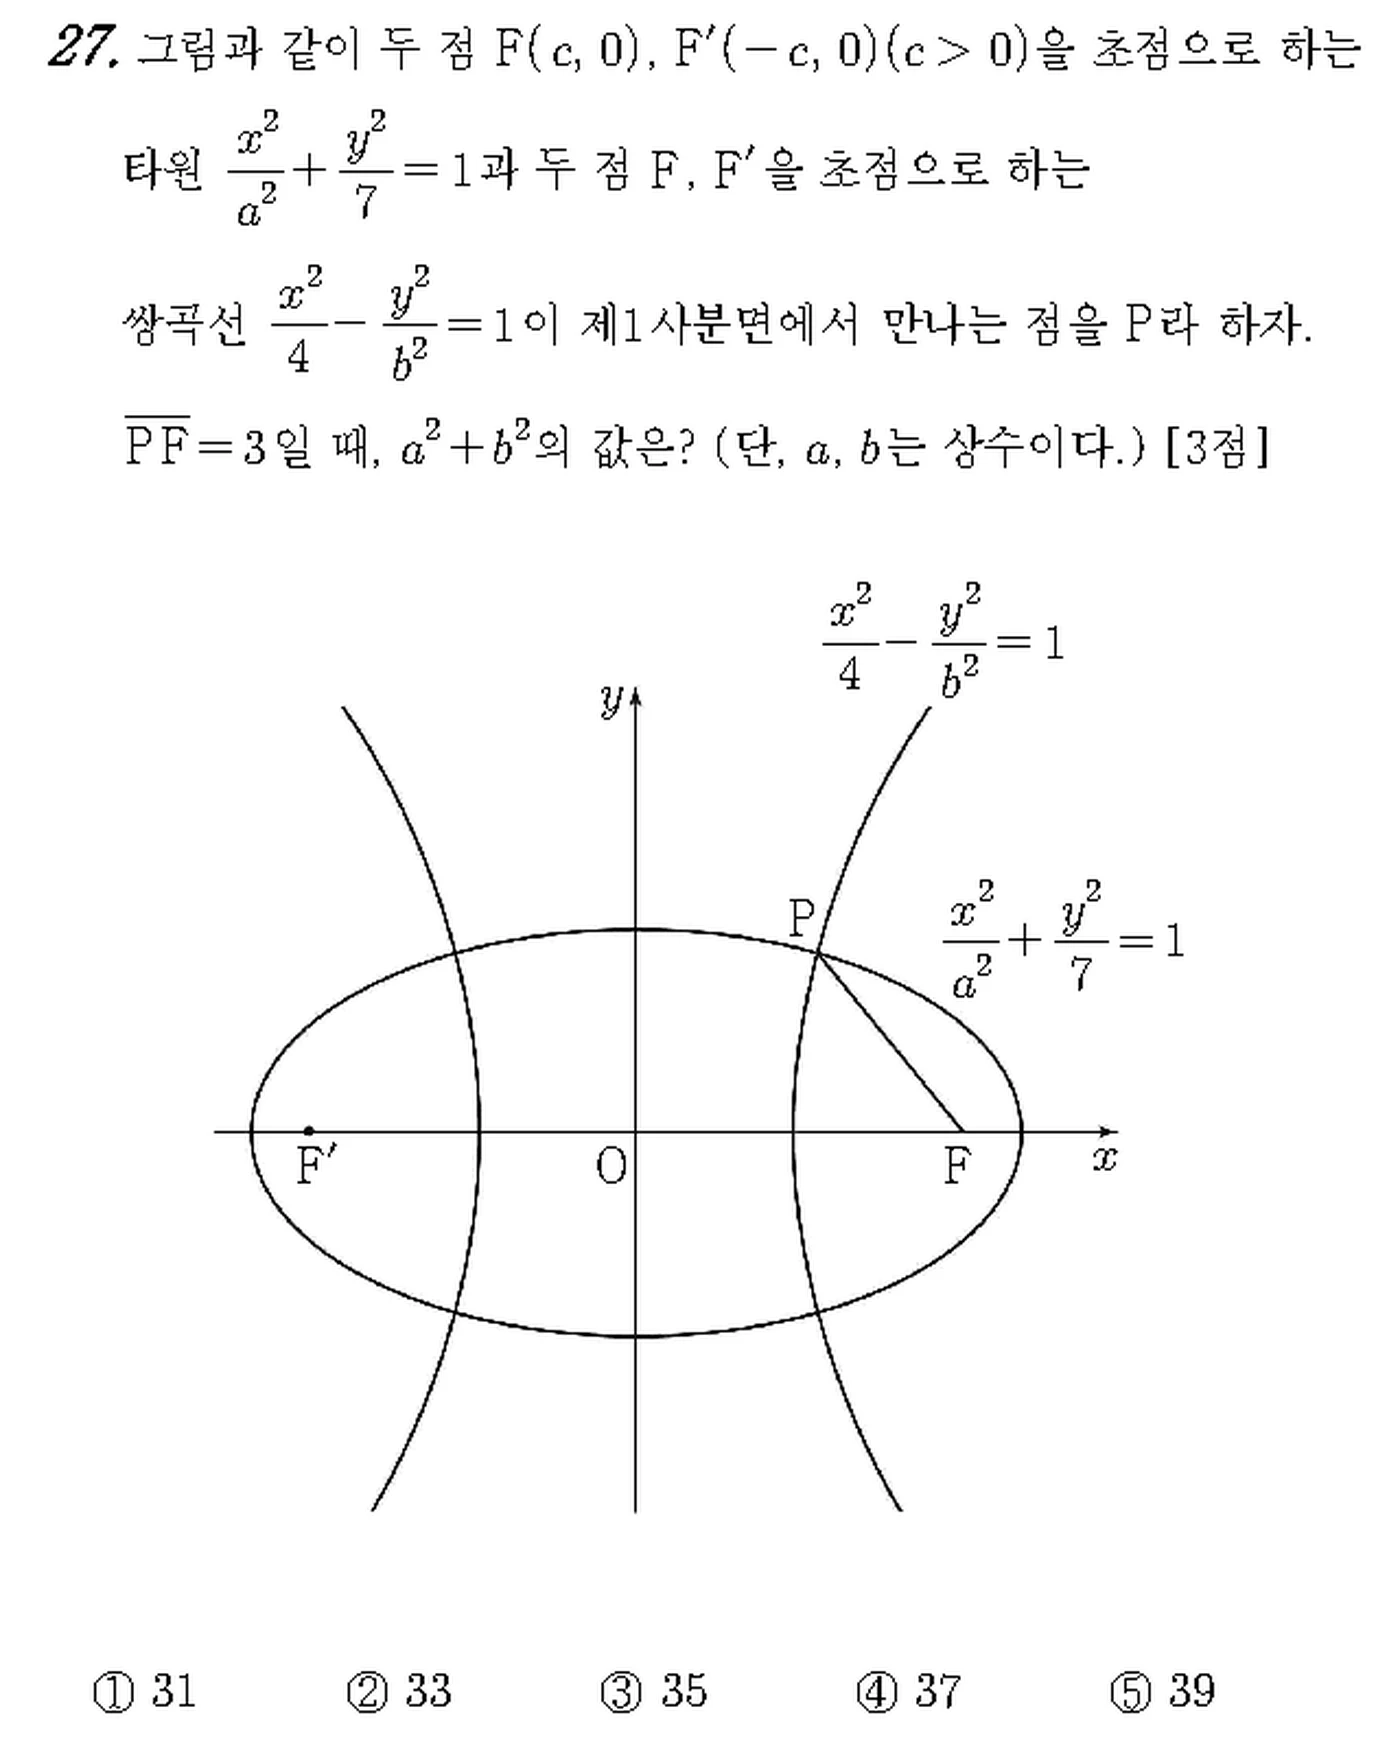 27. 그림과 같이 두 점 F(c, 0), F′(−c, 0)(c > 0)을 초점으로 하는
타원 x²/a² + y²/7 = 1과 두 점 F, F′을 초점으로 하는
쌍곡선 x²/4 − y²/b² = 1이 제1사분면에서 만나는 점을 P라 하자.
P̅F̅ = 3일 때, a² + b²의 값은? (단, a, b는 상수이다.) [3점]
x²/4 − y²/b² = 1
y
P
x²/a² + y²/7 = 1
F′
O
F
x
① 31 ② 33 ③ 35 ④ 37 ⑤ 39